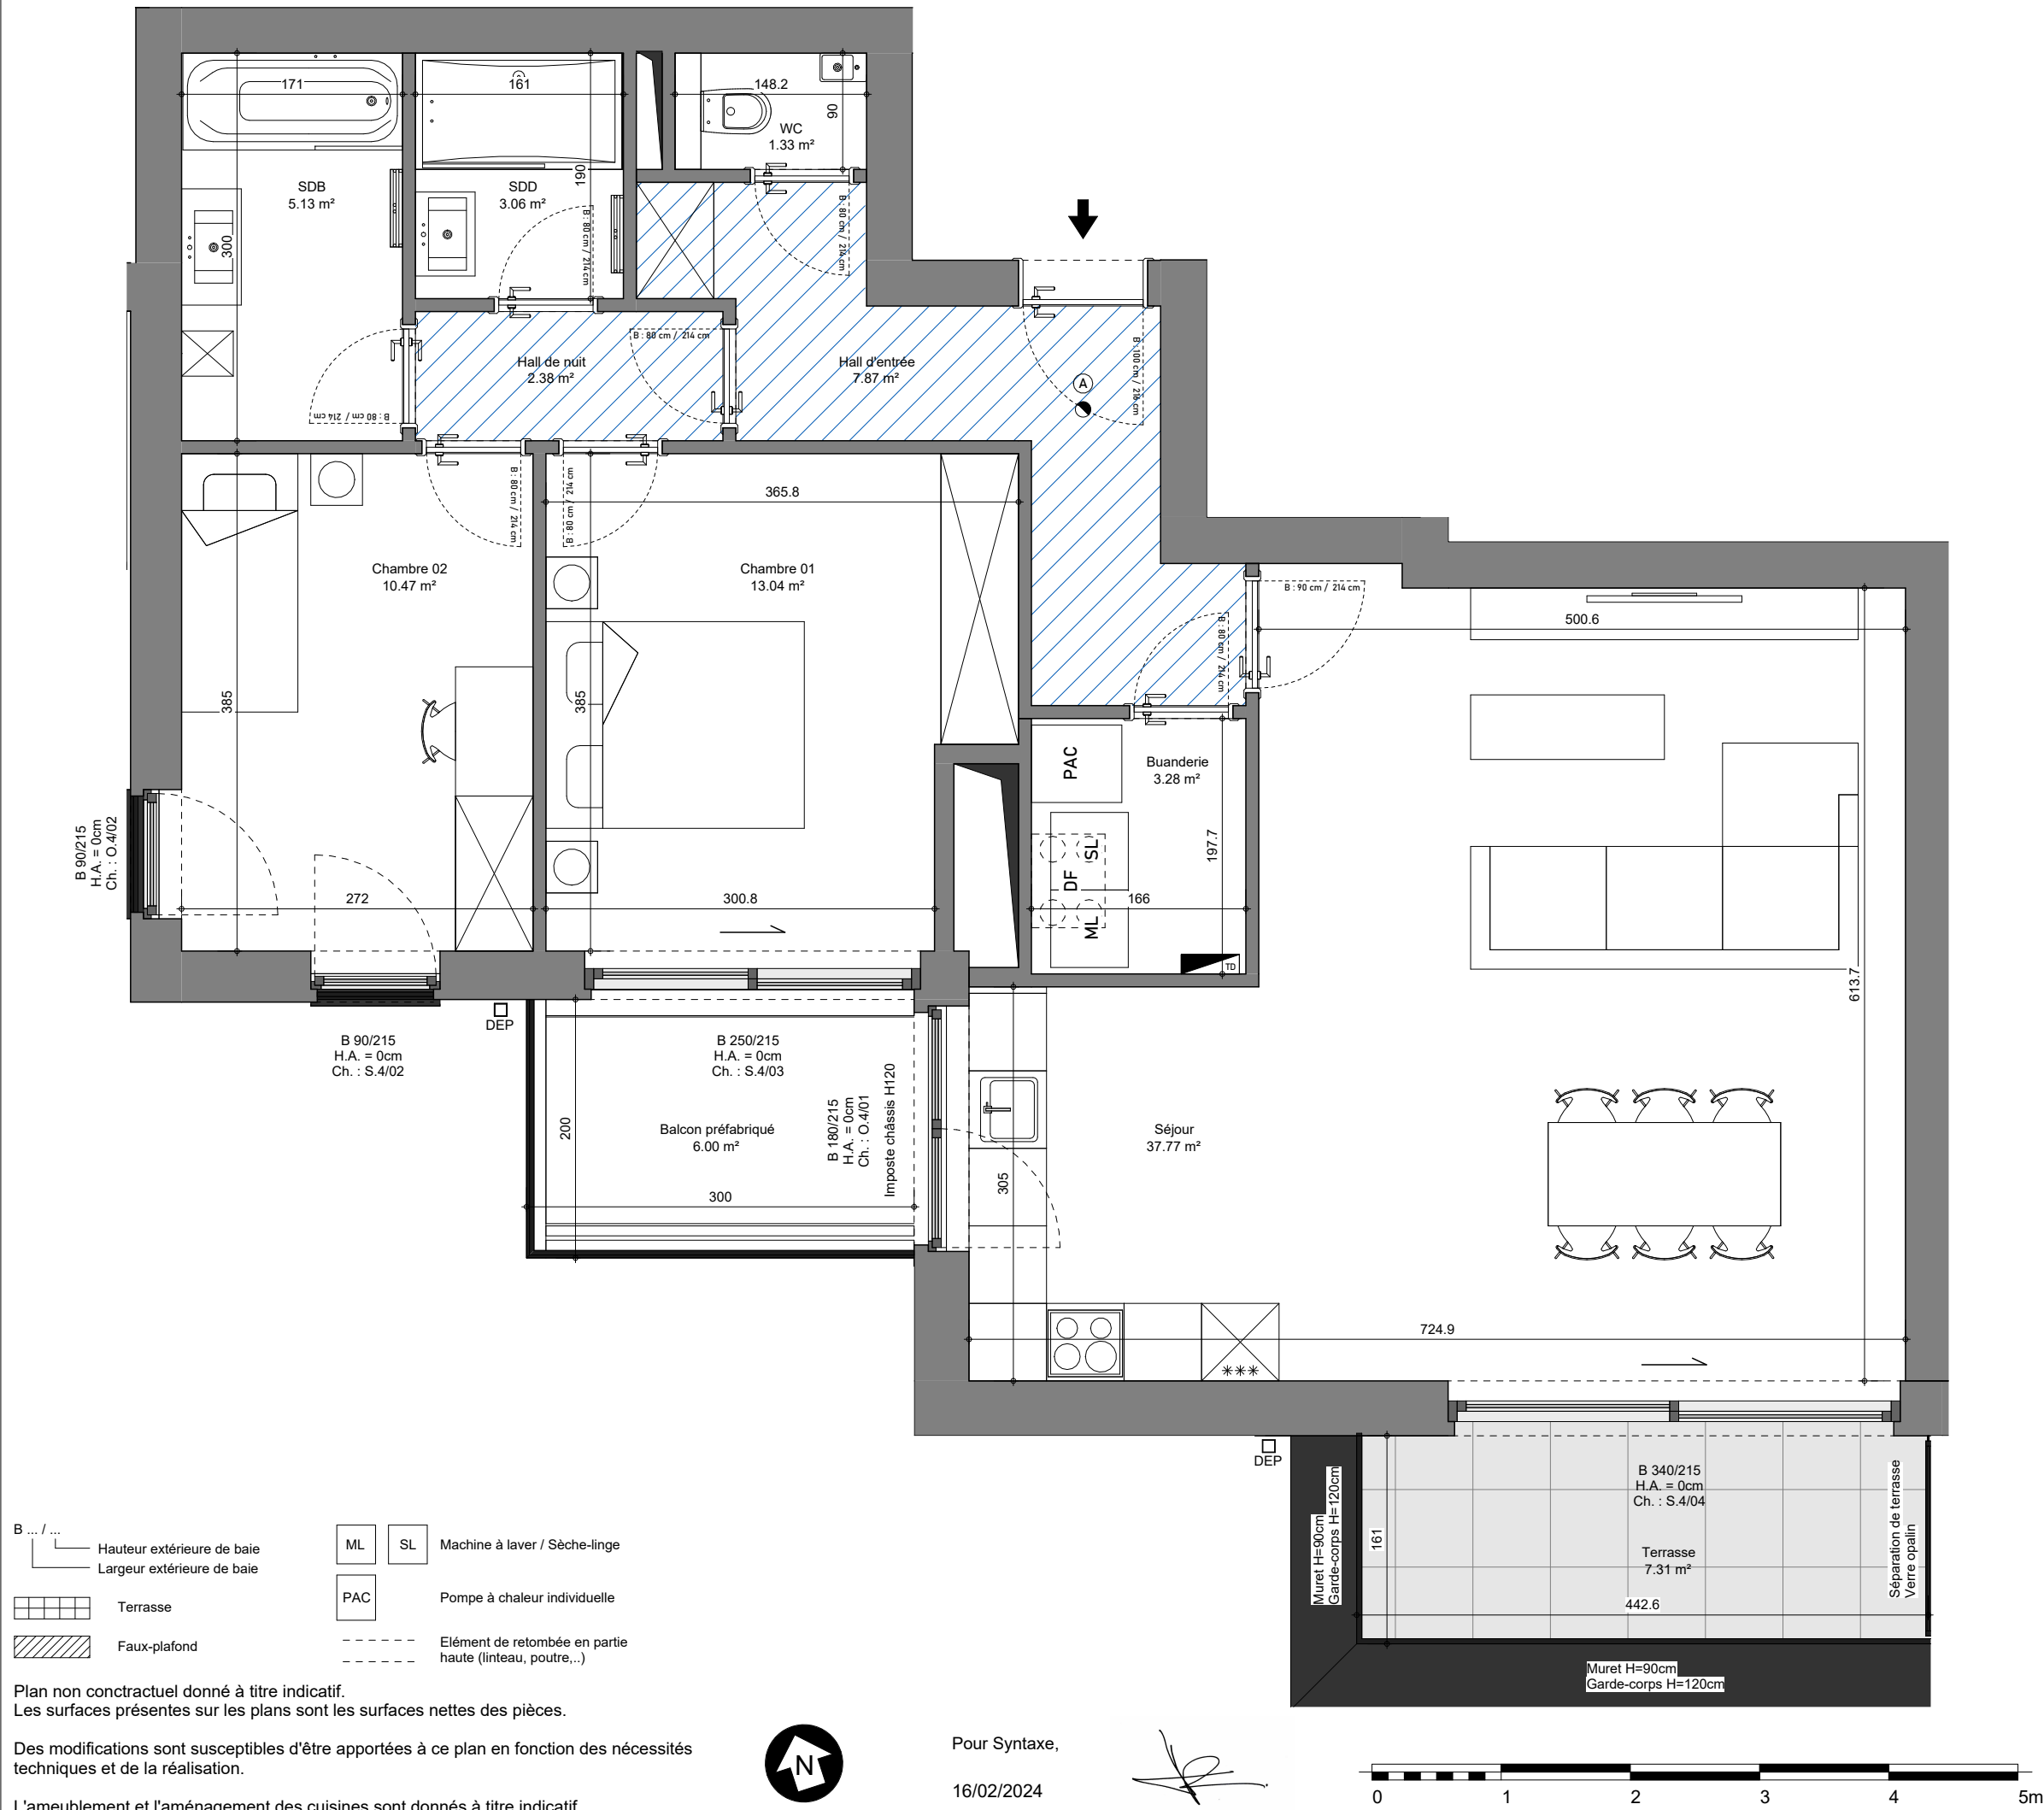 171
161
148.2
90
WC
1.33 m²
190
SDB
5.13 m²
SDD
3.06 m²
300
B : 80 cm / 214 cm
B : 80 cm / 214 cm
B : 80 cm / 214 cm
Hall de nuit
2.38 m²
Hall d'entrée
7.87 m²
B : 100 cm / 216 cm
A
B : 80 cm / 214 cm
B : 80 cm / 214 cm
B : 80 cm / 214 cm
365.8
Chambre 02
10.47 m²
Chambre 01
13.04 m²
B : 90 cm / 214 cm
B : 80 cm / 214 cm
500.6
385
385
PAC
Buanderie
3.28 m²
197.7
SL
DF
ML
166
TD
B 90/215
H.A. = 0cm
Ch. : O.4/02
272
300.8
613.7
DEP
B 90/215
H.A. = 0cm
Ch. : S.4/02
B 250/215
H.A. = 0cm
Ch. : S.4/03
200
Balcon préfabriqué
6.00 m²
B 180/215
H.A. = 0cm
Ch. : O.4/01
Imposte châssis H120
300
305
Séjour
37.77 m²
724.9
DEP
B 340/215
H.A. = 0cm
Ch. : S.4/04
Muret H=90cm
Garde-corps H=120cm
161
Terrasse
7.31 m²
442.6
Séparation de terrasse
Verre opalin
Muret H=90cm
Garde-corps H=120cm
B ... / ...
Hauteur extérieure de baie
Largeur extérieure de baie
Terrasse
Faux-plafond
ML SL Machine à laver / Sèche-linge
PAC Pompe à chaleur individuelle
Elément de retombée en partie
haute (linteau, poutre,..)
Plan non conctractuel donné à titre indicatif.
Les surfaces présentes sur les plans sont les surfaces nettes des pièces.
Des modifications sont susceptibles d'être apportées à ce plan en fonction des nécessités
techniques et de la réalisation.
L'ameublement et l'aménagement des cuisines sont donnés à titre indicatif
N
Pour Syntaxe,
16/02/2024
0 1 2 3 4 5m